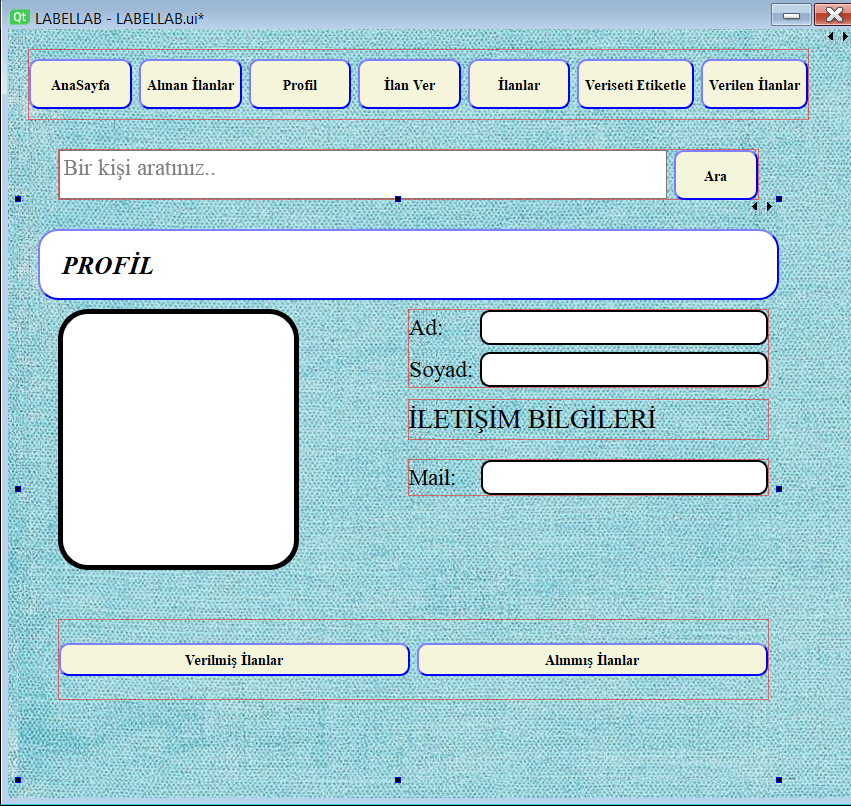 Qt LABELLAB - LABELLAB.ui*
AnaSayfa Alınan İlanlar Profil İlan Ver İlanlar Veriseti Etiketle Verilen İlanlar
Bir kişi aratınız.. Ara
PROFİL
Ad:
Soyad:
İLETİŞİM BİLGİLERİ
Mail:
Verilmiş İlanlar Alınmış İlanlar